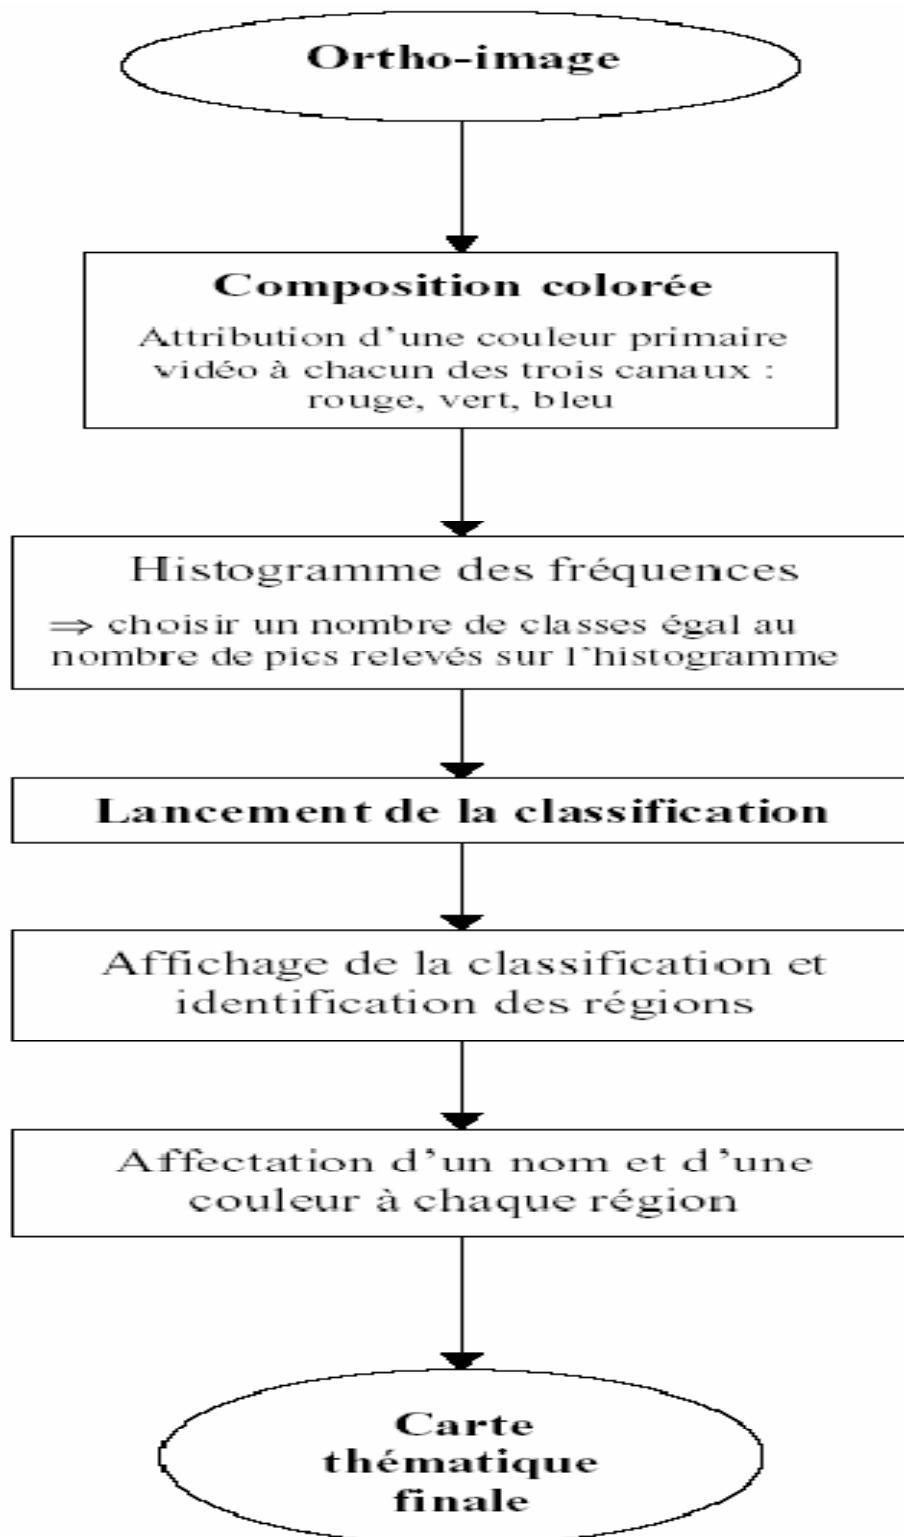 Ortho-image
Composition colorée
Attribution d'une couleur primaire
vidéo à chacun des trois canaux :
rouge, vert, bleu
Histogramme des fréquences
⇒ choisir un nombre de classes égal au
nombre de pics relevés sur l'histogramme
Lancement de la classification
Affichage de la classification et
identification des régions
Affectation d'un nom et d'une
couleur à chaque région
Carte
thématique
finale